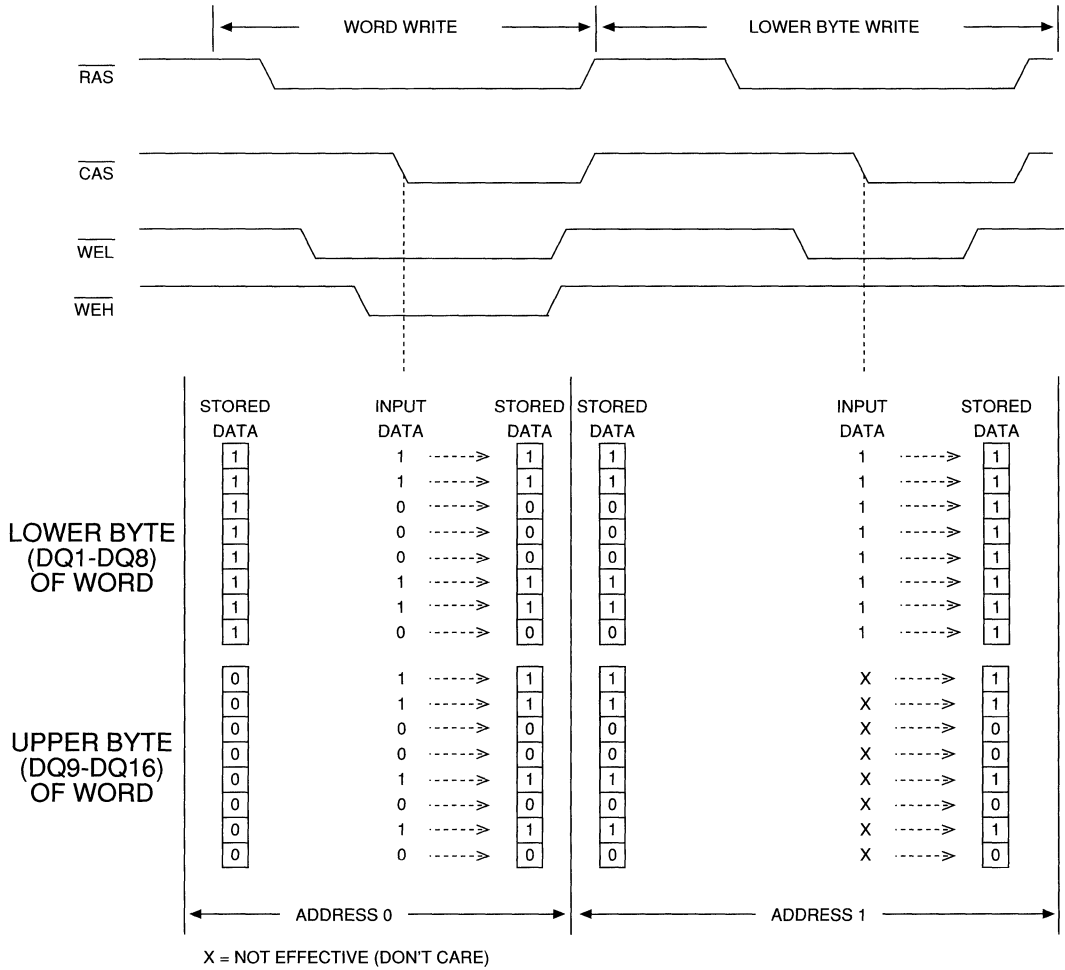 WORD WRITE LOWER BYTE WRITE
RAS
CAS
WEL
WEH
STORED INPUT STORED STORED INPUT STORED
DATA DATA DATA DATA DATA DATA
1 1 1 1 1 1
1 1 1 1 1 1
1 0 0 0 1 1
1 0 0 0 1 1
1 0 0 0 1 1
1 1 1 1 1 1
1 1 1 1 1 1
1 0 0 0 1 1
LOWER BYTE
(DQ1-DQ8)
OF WORD
0 1 1 1 X 1
0 1 1 1 X 1
0 0 0 0 X 0
0 0 0 0 X 0
0 1 1 1 X 1
0 0 0 0 X 0
0 1 1 1 X 1
0 0 0 0 X 0
UPPER BYTE
(DQ9-DQ16)
OF WORD
ADDRESS 0 ADDRESS 1
X = NOT EFFECTIVE (DON'T CARE)